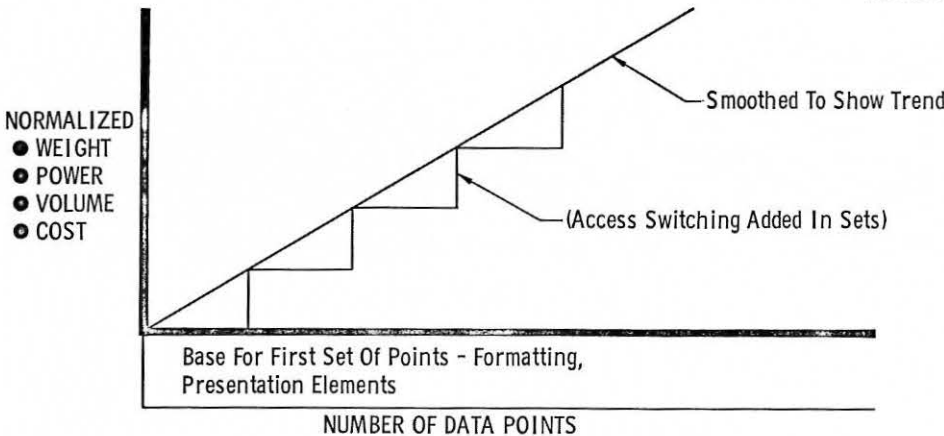 NORMALIZED
● WEIGHT
● POWER
● VOLUME
● COST
Smoothed To Show Trend
(Access Switching Added In Sets)
Base For First Set Of Points - Formatting,
Presentation Elements
NUMBER OF DATA POINTS